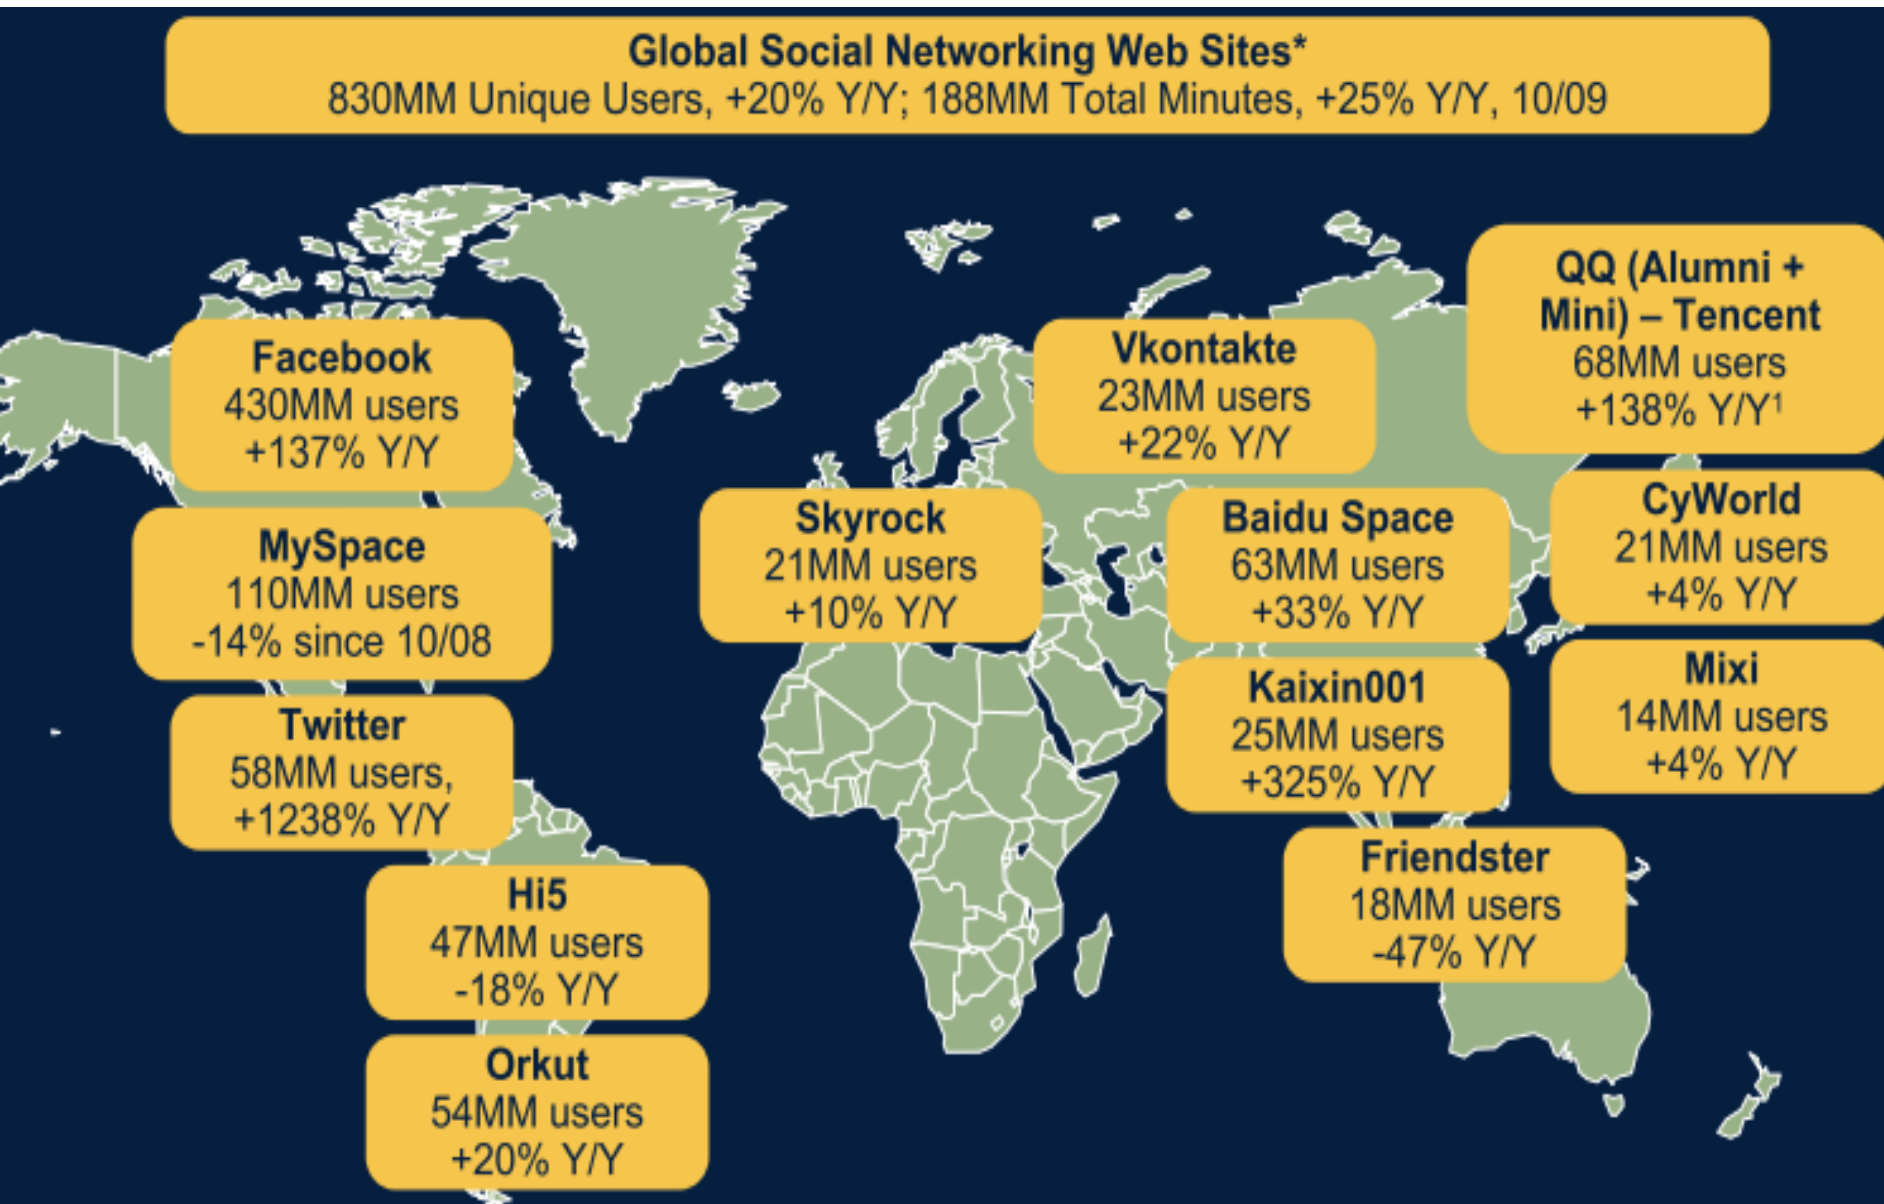 Global Social Networking Web Sites*
830MM Unique Users, +20% Y/Y; 188MM Total Minutes, +25% Y/Y, 10/09
Facebook
430MM users
+137% Y/Y
MySpace
110MM users
-14% since 10/08
Twitter
58MM users,
+1238% Y/Y
Hi5
47MM users
-18% Y/Y
Orkut
54MM users
+20% Y/Y
Skyrock
21MM users
+10% Y/Y
Vkontakte
23MM users
+22% Y/Y
Baidu Space
63MM users
+33% Y/Y
Kaixin001
25MM users
+325% Y/Y
Friendster
18MM users
-47% Y/Y
QQ (Alumni +
Mini) – Tencent
68MM users
+138% Y/Y¹
CyWorld
21MM users
+4% Y/Y
Mixi
14MM users
+4% Y/Y